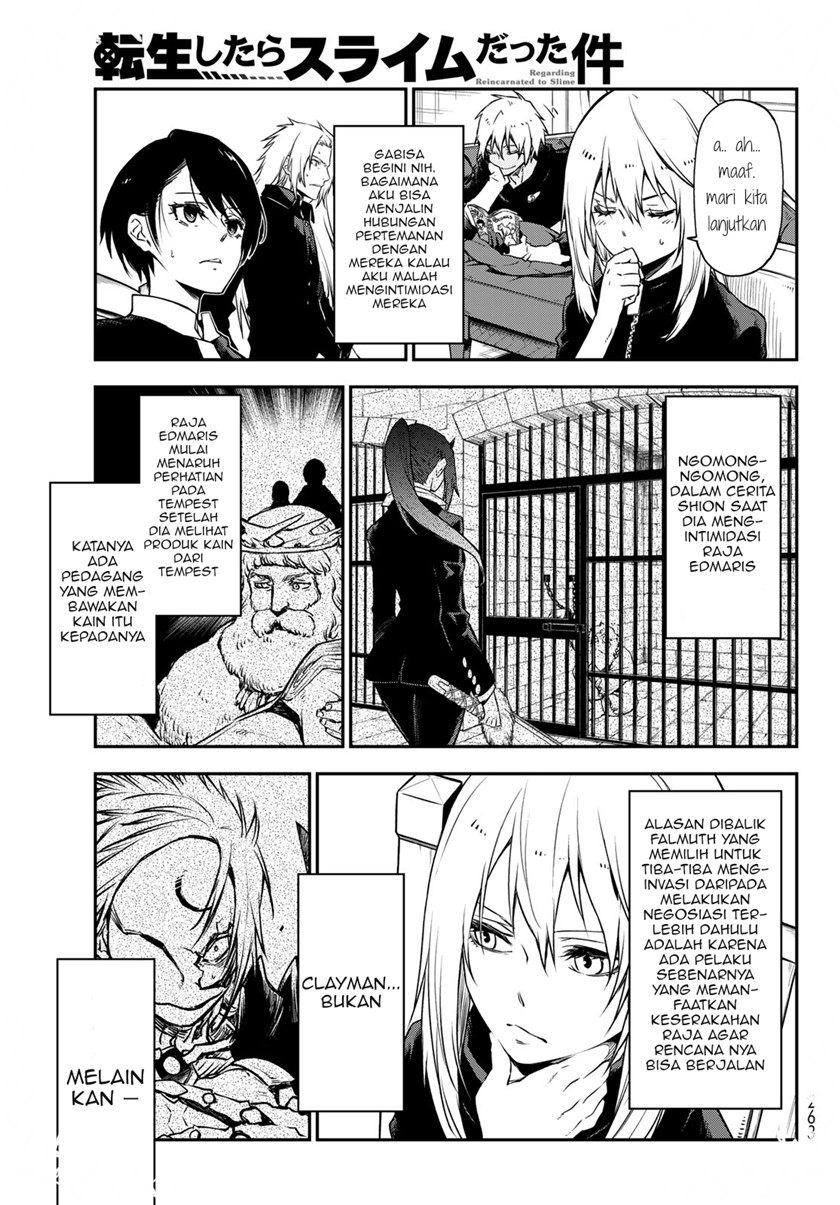 転生したらスライムだった件
Regarding
Reincarnated to Slime
a.. ah...
maaf.
mari kita
lanjutkan
GABISA
BEGINI NIH.
BAGAIMANA
AKU BISA
MENJALIN
HUBUNGAN
PERTEMANAN
DENGAN
MEREKA KALAU
AKU MALAH
MENGINTIMIDASI
MEREKA
NGOMONG-
NGOMONG,
DALAM CERITA
SHION SAAT
DIA MENG-
INTIMIDASI
RAJA
EDMARIS
RAJA
EDMARIS
MULAI
MENARUH
PERHATIAN
PADA
TEMPEST
SETELAH
DIA MELIHAT
PRODUK KAIN
DARI
TEMPEST
KATANYA
ADA
PEDAGANG
YANG MEM-
BAWAKAN
KAIN ITU
KEPADANYA
ALASAN DIBALIK
FALMUTH YANG
MEMILIH UNTUK
TIBA-TIBA MENG-
INVASI DARIPADA
MELAKUKAN
NEGOSIASI TER-
LEBIH DAHULU
ADALAH KARENA
ADA PELAKU
SEBENARNYA
YANG MEMAN-
FAATKAN
KESERAKAHAN
RAJA AGAR
RENCANA NYA
BISA BERJALAN
CLAYMAN...
BUKAN
MELAIN
KAN –
263